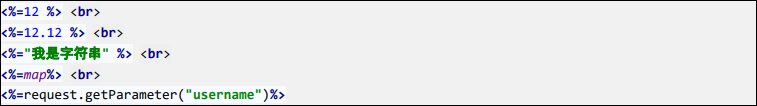 <%=12 %> <br>
<%=12.12 %> <br>
<%="我是字符串" %> <br>
<%=map%> <br>
<%=request.getParameter("username")%>